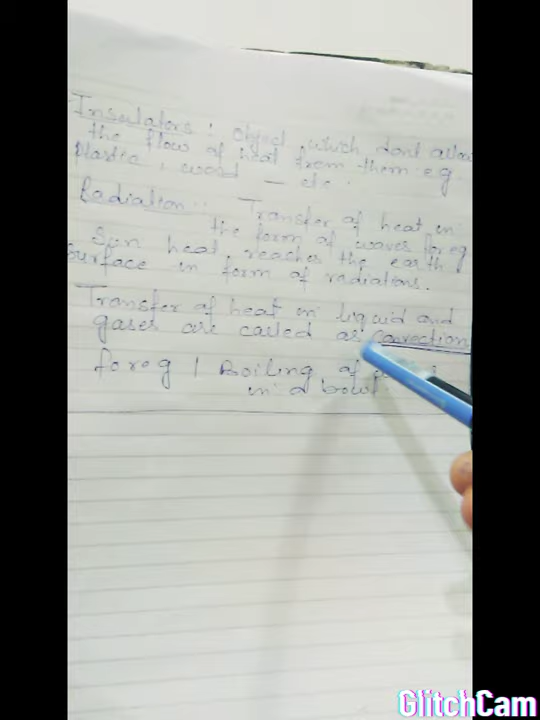 Insulators : object which dont allow
the flow of heat from them e.g
Plastic, wood — etc.
Radiation :- Transfer of heat in
the form of waves for eg
Sun heat reaches the earth
Surface in form of radiations.
Transfer of heat in liquid and
gases are called as convection
for eg / Boiling of
in a bowl
GlitchCam